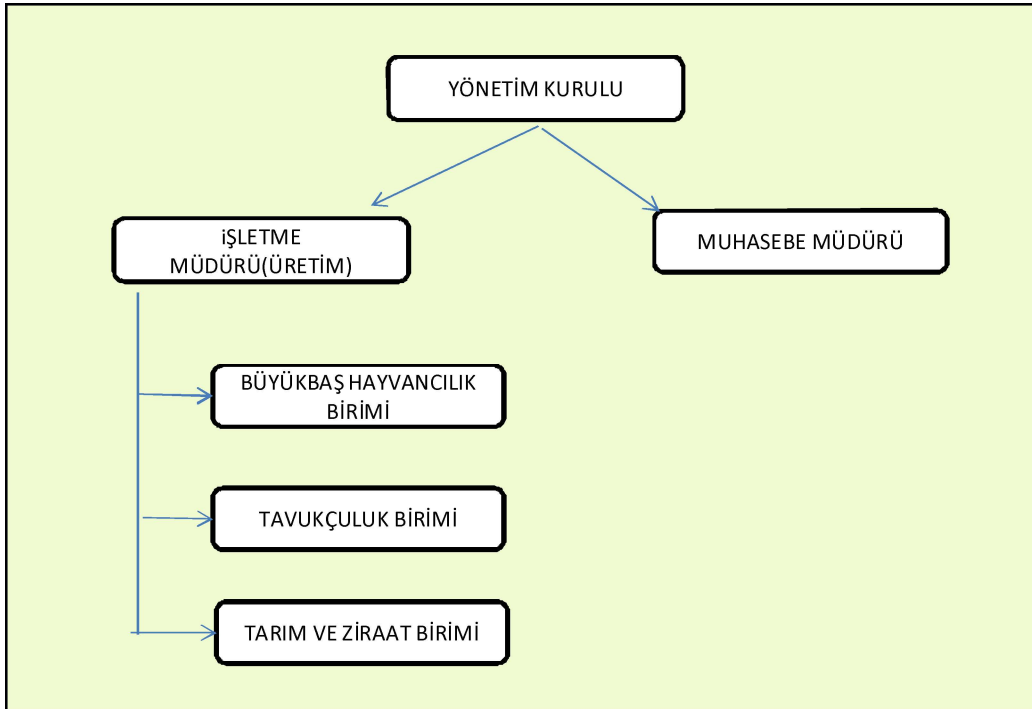 YÖNETİM KURULU
iŞLETME
MÜDÜRÜ(ÜRETİM)
MUHASEBE MÜDÜRÜ
BÜYÜKBAŞ HAYVANCILIK
BİRİMİ
TAVUKÇULUK BİRİMİ
TARIM VE ZİRAAT BİRİMİ